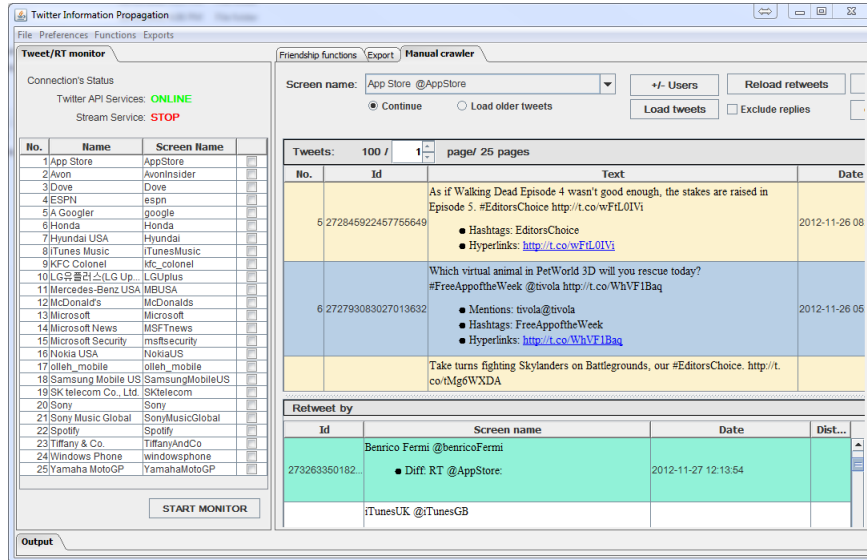 Twitter Information Propagation
File Preferences Functions Exports
Tweet/RT monitor
Connection's Status
Twitter API Services: ONLINE
Stream Service: STOP
No. Name Screen Name
1 App Store AppStore
2 Avon AvonInsider
3 Dove Dove
4 ESPN espn
5 A Googler google
6 Honda Honda
7 Hyundai USA Hyundai
8 iTunes Music iTunesMusic
9 KFC Colonel kfc_colonel
10 LG유플러스(LG Up... LGUplus
11 Mercedes-Benz USA MBUSA
12 McDonald's McDonalds
13 Microsoft Microsoft
14 Microsoft News MSFTnews
15 Microsoft Security msftsecurity
16 Nokia USA NokiaUS
17 olleh_mobile olleh_mobile
18 Samsung Mobile US SamsungMobileUS
19 SK telecom Co., Ltd. SKtelecom
20 Sony Sony
21 Sony Music Global SonyMusicGlobal
22 Spotify Spotify
23 Tiffany & Co. TiffanyAndCo
24 Windows Phone windowsphone
25 Yamaha MotoGP YamahaMotoGP
START MONITOR
Output
Friendship functions Export Manual crawler
Screen name: App Store @AppStore +/- Users Reload retweets
Continue Load older tweets Load tweets Exclude replies
Tweets: 100 / 1 page/ 25 pages
No. Id Text Date
As if Walking Dead Episode 4 wasn't good enough, the stakes are raised in
Episode 5. #EditorsChoice http://t.co/wFtL0IVi
5 272845922457755649 2012-11-26 08
• Hashtags: EditorsChoice
• Hyperlinks: http://t.co/wFtL0IVi
Which virtual animal in PetWorld 3D will you rescue today?
#FreeAppoftheWeek @tivola http://t.co/WhVF1Baq
6 272793083027013632 2012-11-26 05
• Mentions: tivola@tivola
• Hashtags: FreeAppoftheWeek
• Hyperlinks: http://t.co/WhVF1Baq
Take turns fighting Skylanders on Battlegrounds, our #EditorsChoice. http://t.
co/tMg6WXDA
Retweet by
Id Screen name Date Dist...
Benrico Fermi @benricoFermi
273263350182... • Diff: RT @AppStore: 2012-11-27 12:13:54
iTunesUK @iTunesGB